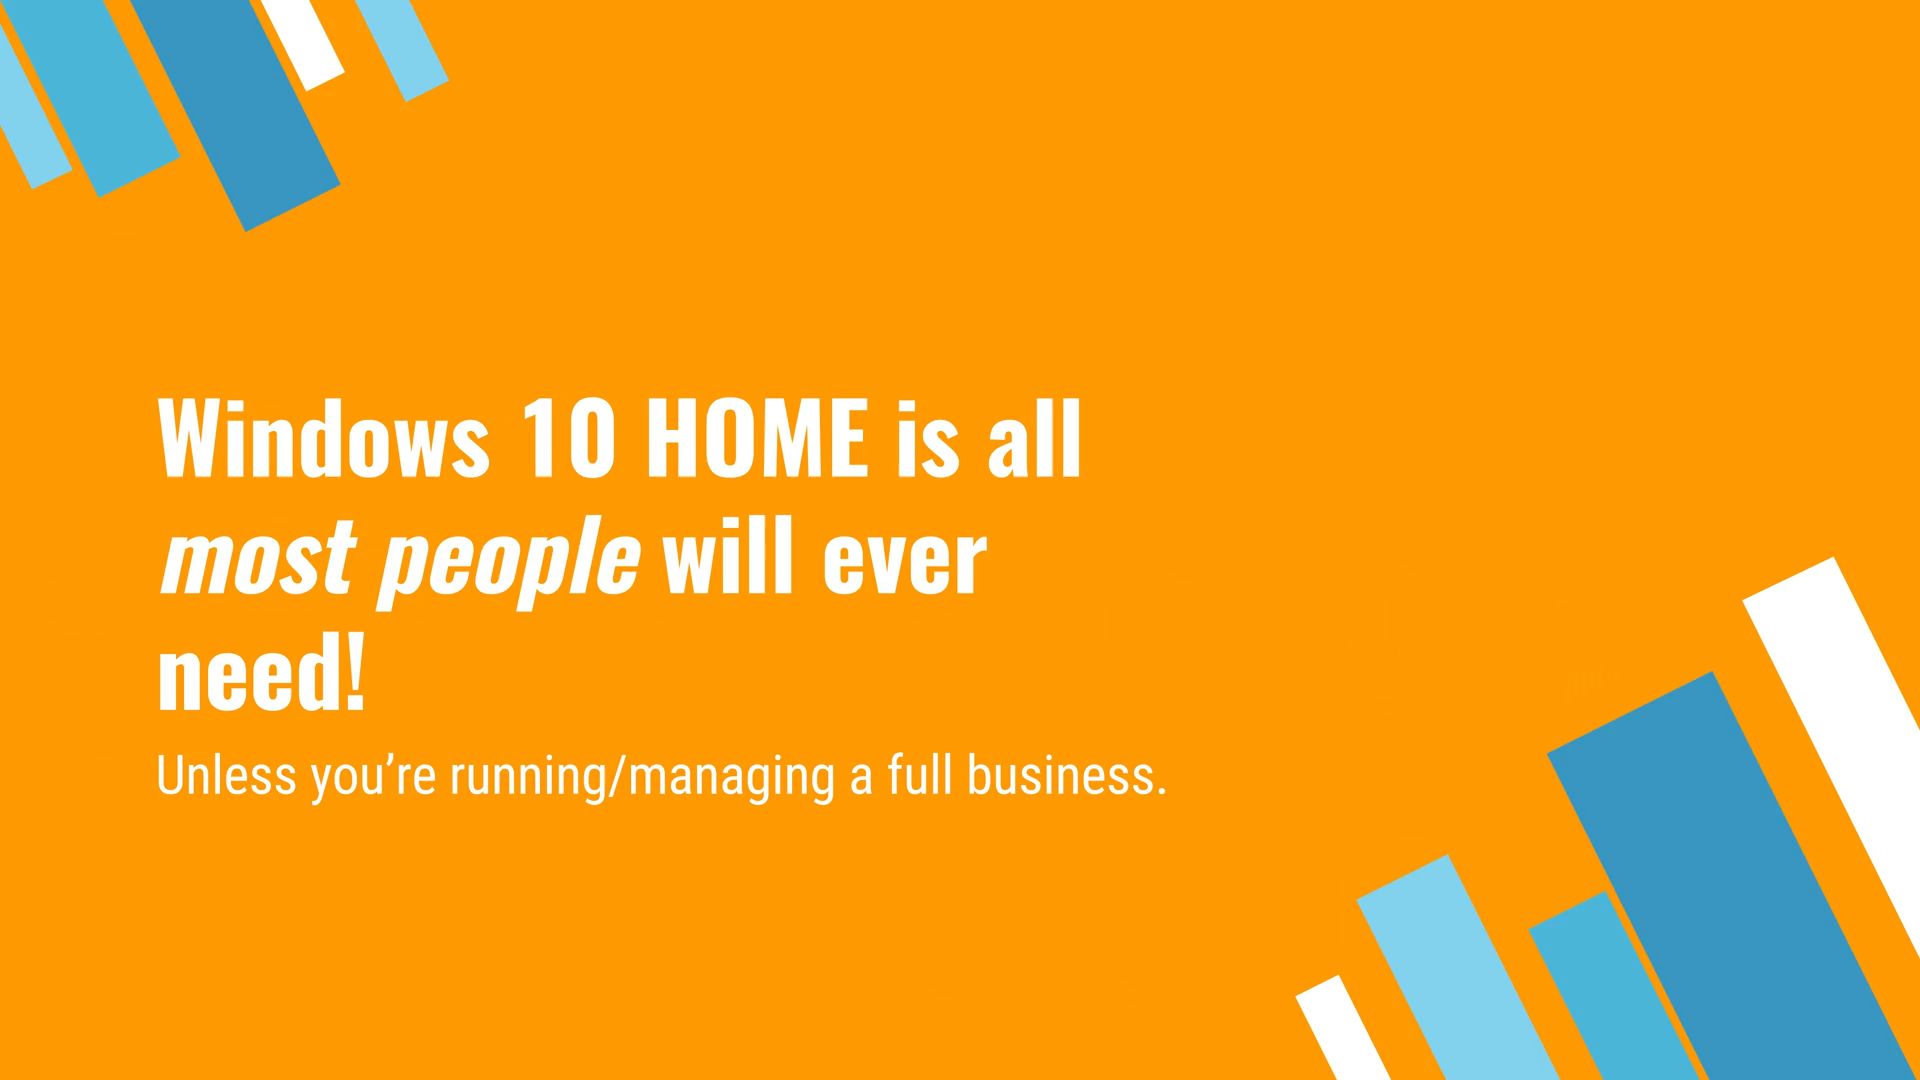 Windows 10 HOME is all
most people will ever
need!
Unless you’re running/managing a full business.